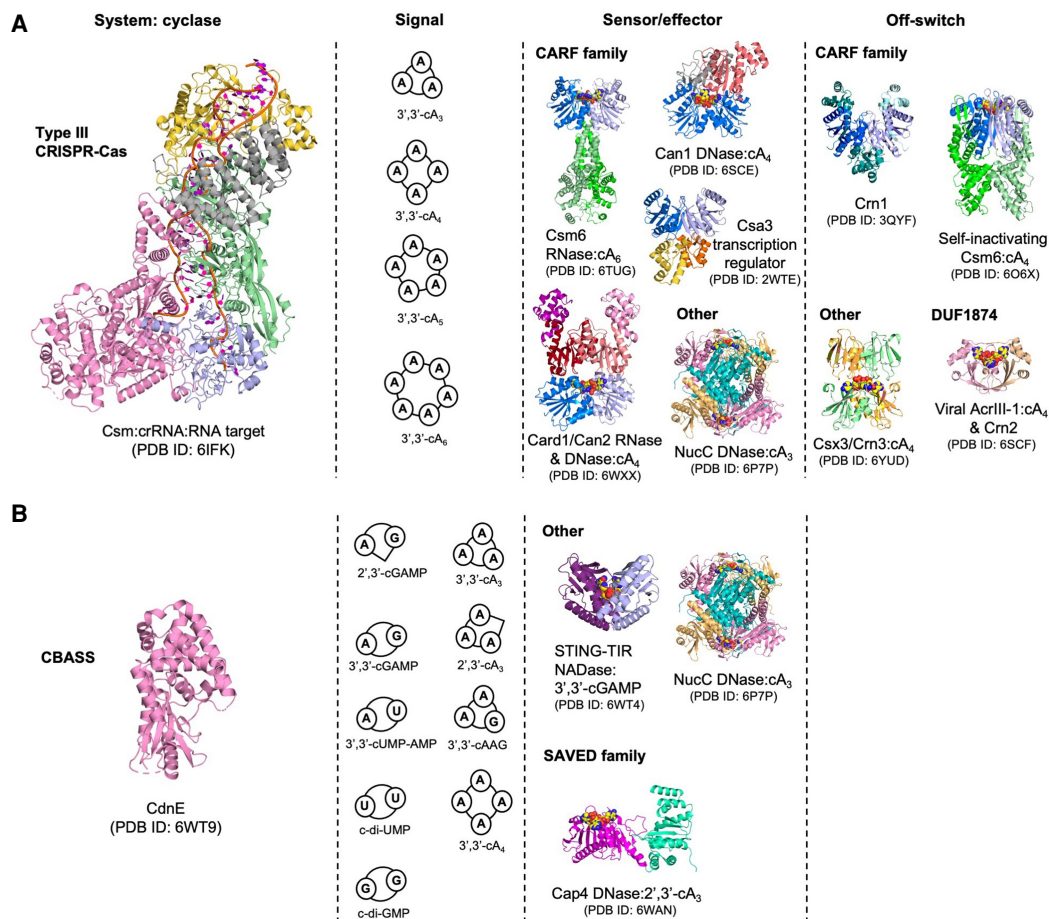 System: cyclase
Signal
Sensor/effector
Off-switch
A
Type III
CRISPR-Cas
Csm:crRNA:RNA target
(PDB ID: 6IFK)
A
A
A
3',3'-cA3
A
A
A
A
3',3'-cA4
A
A
A
A
A
3',3'-cA5
A
A
A
A
A
A
3',3'-cA6
CARF family
Csm6
RNase:cA6
(PDB ID: 6TUG)
Can1 DNase:cA4
(PDB ID: 6SCE)
Csa3
transcription
regulator
(PDB ID: 2WTE)
Card1/Can2 RNase
& DNase:cA4
(PDB ID: 6WXX)
Other
NucC DNase:cA3
(PDB ID: 6P7P)
CARF family
Crn1
(PDB ID: 3QYF)
Self-inactivating
Csm6:cA4
(PDB ID: 6O6X)
Other
Csx3/Crn3:cA4
(PDB ID: 6YUD)
DUF1874
Viral AcrIII-1:cA4
& Crn2
(PDB ID: 6SCF)
B
CBASS
CdnE
(PDB ID: 6WT9)
A
G
2',3'-cGAMP
A
G
3',3'-cGAMP
A
U
3',3'-cUMP-AMP
U
U
c-di-UMP
G
G
c-di-GMP
A
A
A
3',3'-cA3
A
A
A
2',3'-cA3
A
A
G
3',3'-cAAG
A
A
A
A
3',3'-cA4
Other
STING-TIR
NADase:
3',3'-cGAMP
(PDB ID: 6WT4)
NucC DNase:cA3
(PDB ID: 6P7P)
SAVED family
Cap4 DNase:2',3'-cA3
(PDB ID: 6WAN)